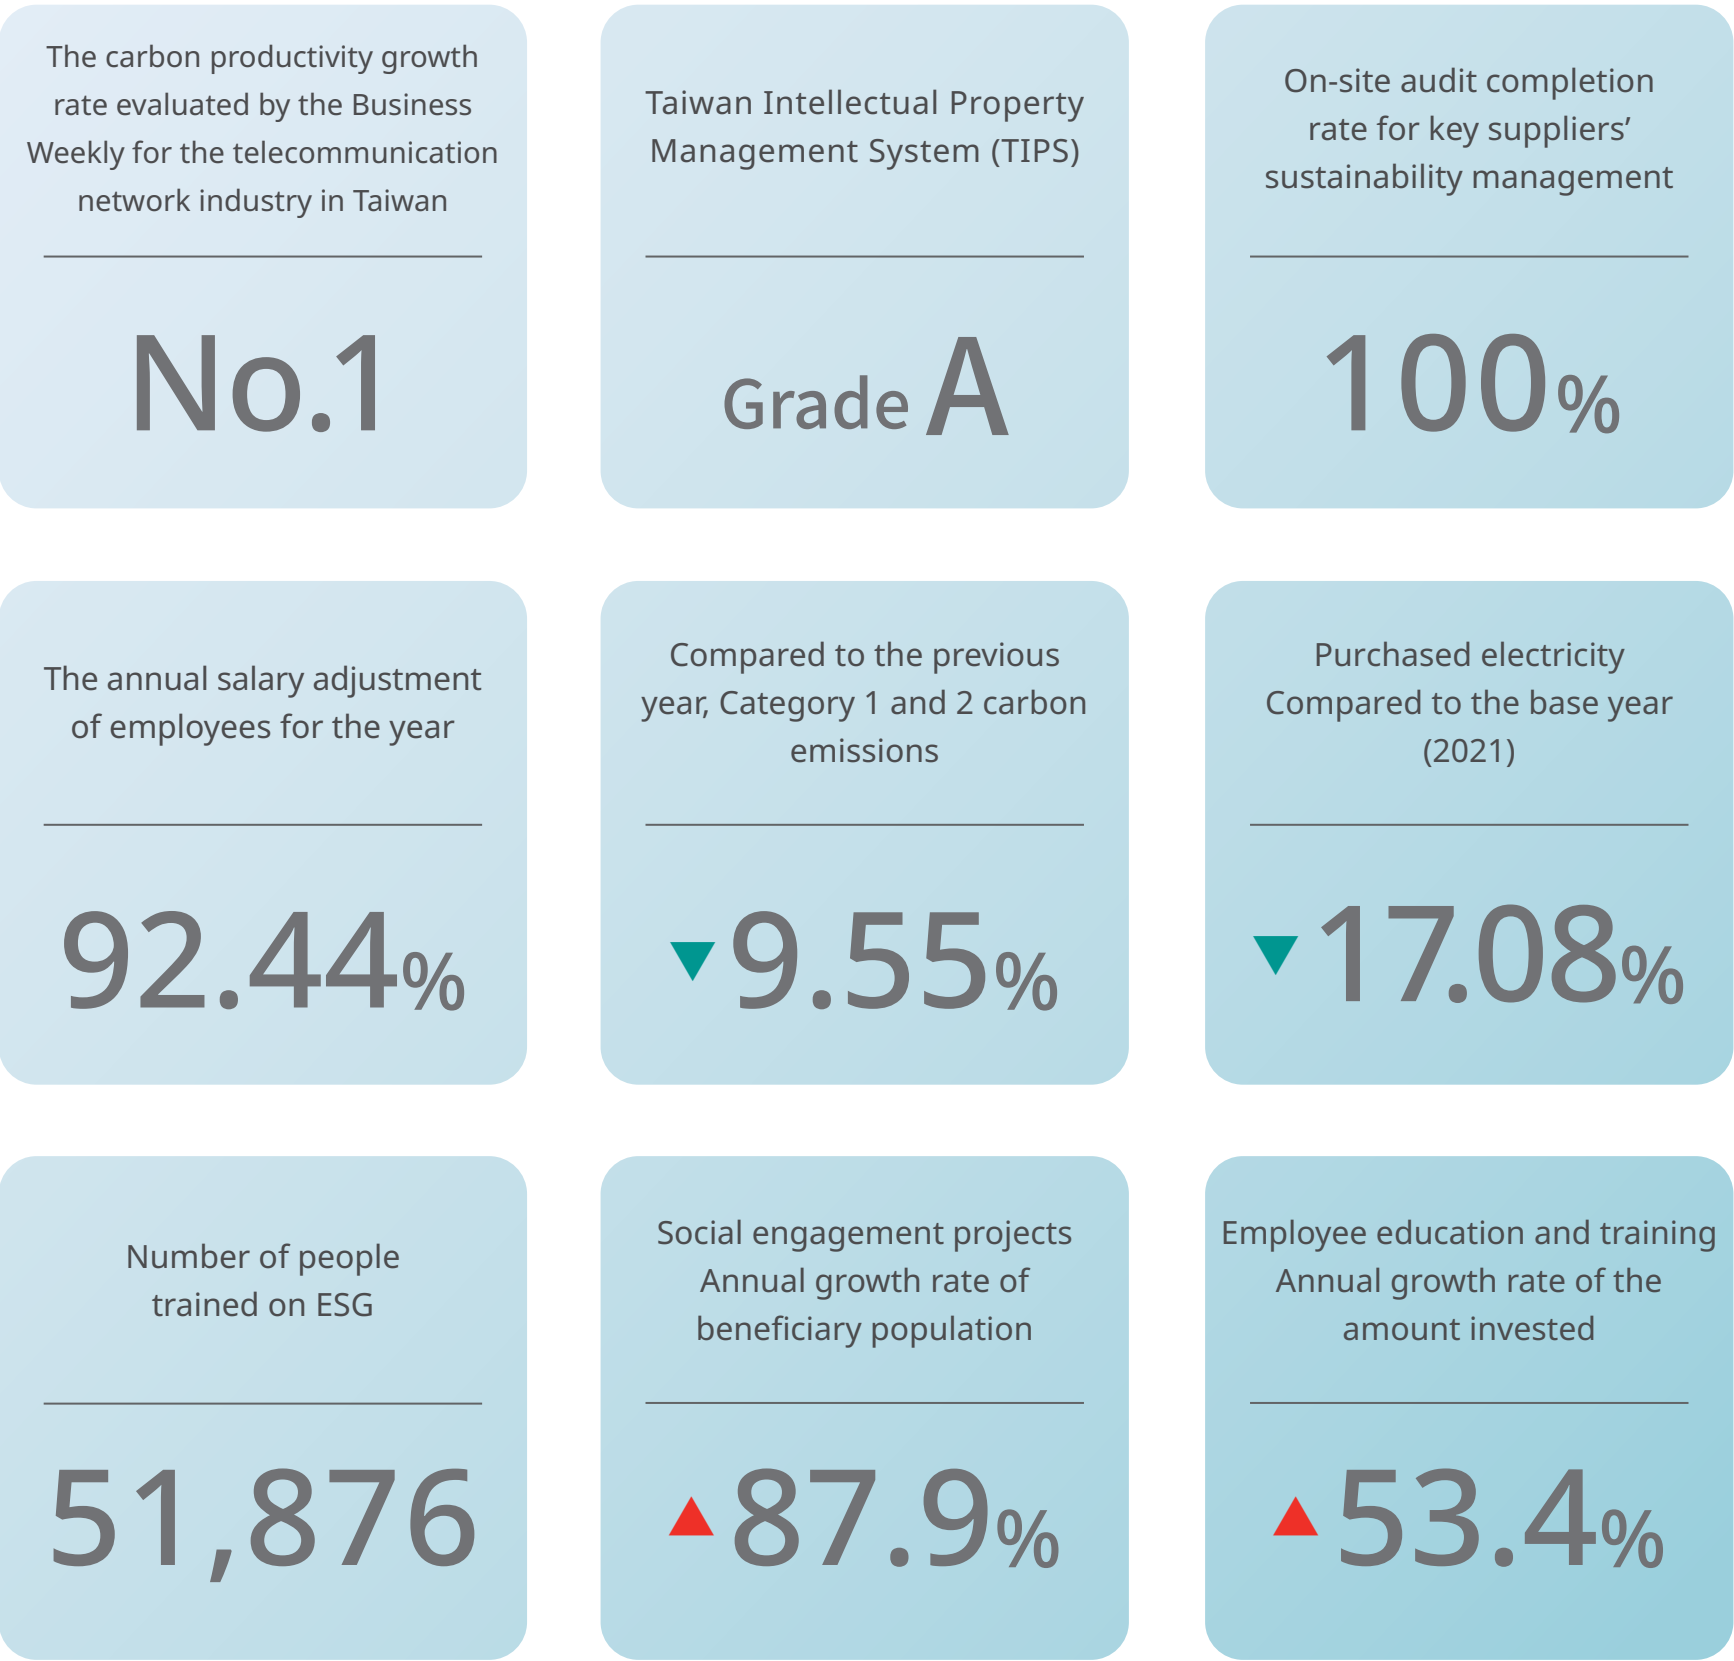 The carbon productivity growth
rate evaluated by the Business
Weekly for the telecommunication
network industry in Taiwan
No.1
Taiwan Intellectual Property
Management System (TIPS)
Grade A
On-site audit completion
rate for key suppliers’
sustainability management
100%
The annual salary adjustment
of employees for the year
92.44%
Compared to the previous
year, Category 1 and 2 carbon
emissions
▼9.55%
Purchased electricity
Compared to the base year
(2021)
▼17.08%
Number of people
trained on ESG
51,876
Social engagement projects
Annual growth rate of
beneficiary population
▲87.9%
Employee education and training
Annual growth rate of the
amount invested
▲53.4%